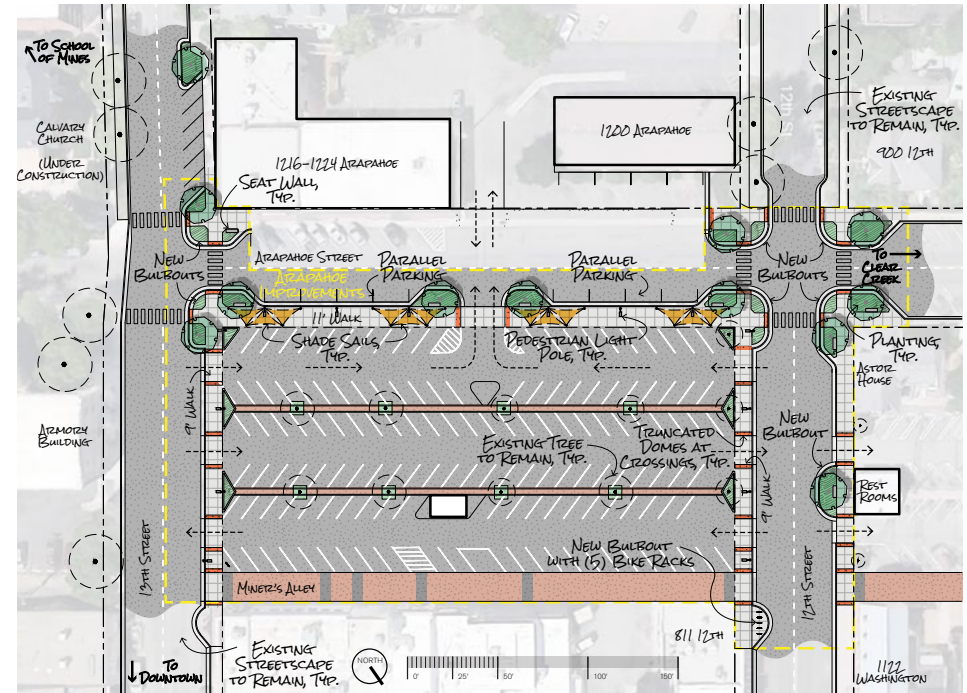 TO SCHOOL
OF MINES
CALVARY
CHURCH
(UNDER
CONSTRUCTION)
1216-1224 ARAPAHOE
SEAT WALL,
TYP.
1200 ARAPAHOE
12th St
EXISTING
STREETSCAPE
TO REMAIN, TYP.
900 12TH
NEW
BULBOUTS
ARAPAHOE STREET
ARAPAHOE
IMPROVEMENTS
PARALLEL
PARKING
PARALLEL
PARKING
NEW
BULBOUTS
TO
CLEAR
CREEK
11' WALK
SHADE SAILS,
TYP.
PEDESTRIAN LIGHT
POLE, TYP.
PLANTING,
TYP.
ASTOR
HOUSE
9' WALK
ARMORY
BUILDING
EXISTING TREE
TO REMAIN, TYP.
TRUNCATED
DOMES AT
CROSSINGS, TYP.
NEW
BULBOUT
9' WALK
REST
ROOMS
13TH STREET
NEW BULBOUT
WITH (5) BIKE RACKS
12TH STREET
MINER'S ALLEY
811 12TH
TO
DOWNTOWN
EXISTING
STREETSCAPE
TO REMAIN, TYP.
NORTH
0' 25' 50' 100' 150'
1122
WASHINGTON